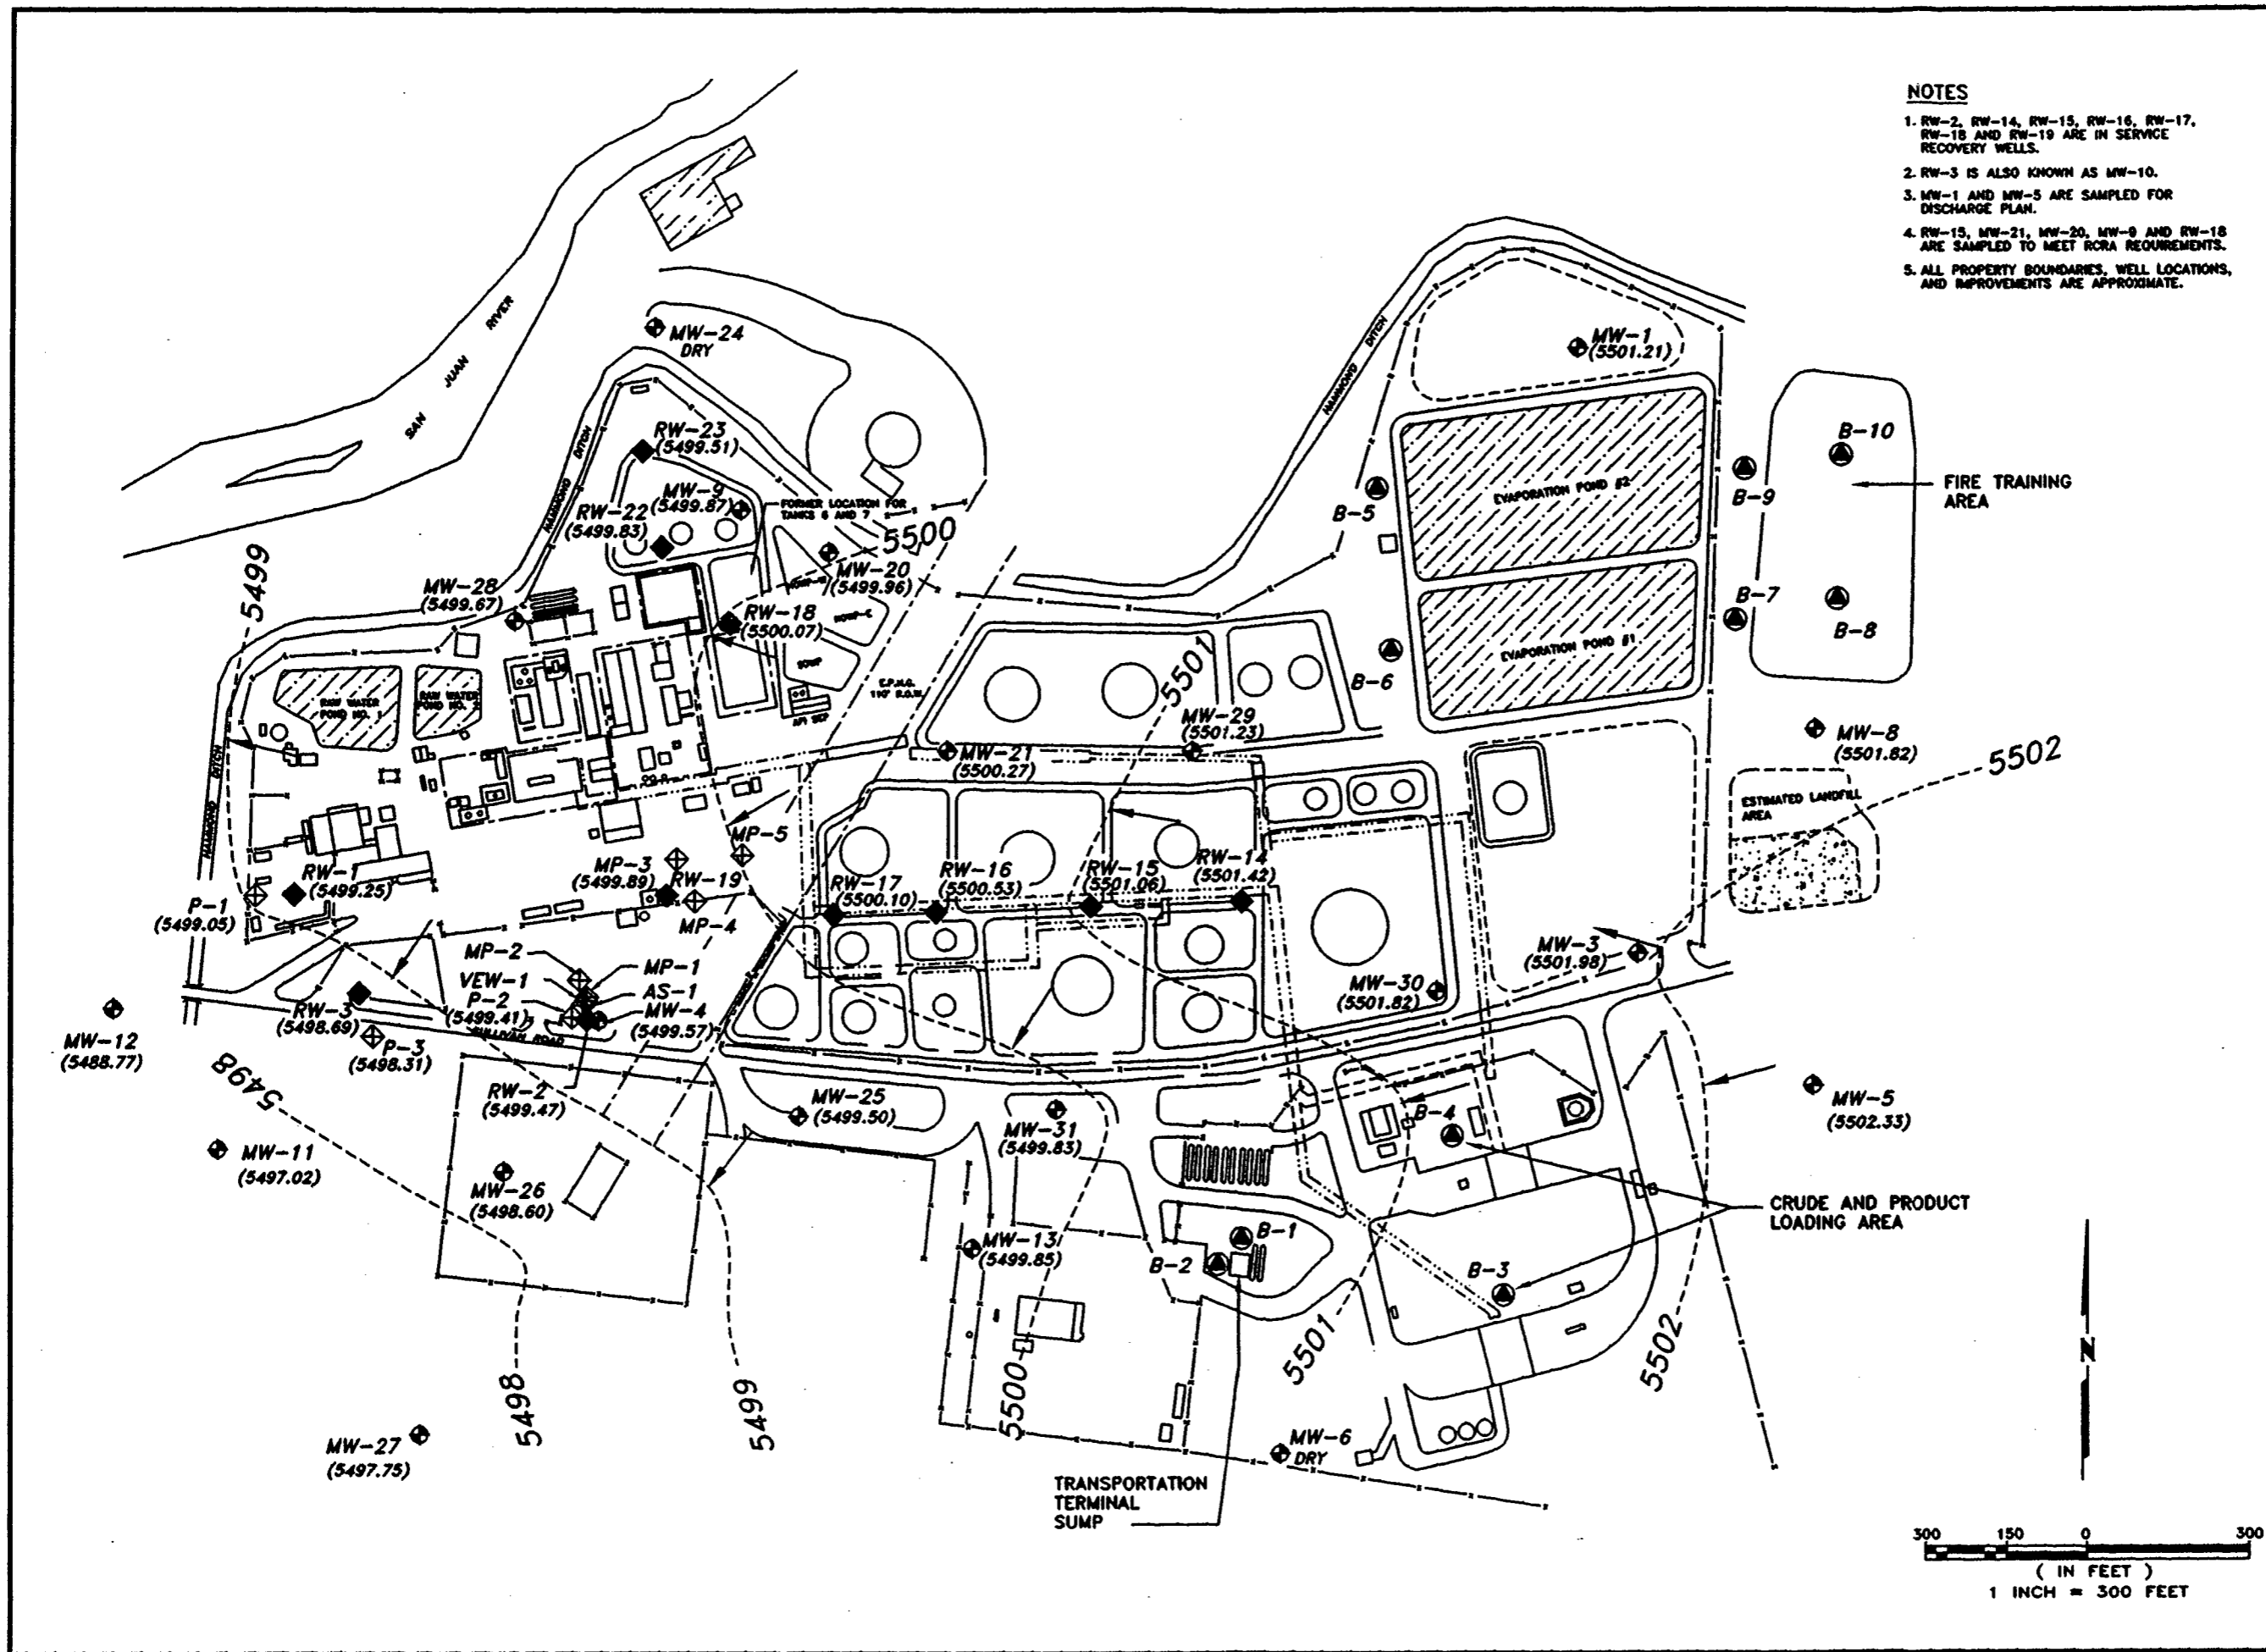 NOTES
1. RW-2, RW-14, RW-15, RW-16, RW-17,
RW-18 AND RW-19 ARE IN SERVICE
RECOVERY WELLS.
2. RW-3 IS ALSO KNOWN AS MW-10.
3. MW-1 AND MW-5 ARE SAMPLED FOR
DISCHARGE PLAN.
4. RW-15, MW-21, MW-20, MW-9 AND RW-18
ARE SAMPLED TO MEET RCRA REQUIREMENTS.
5. ALL PROPERTY BOUNDARIES, WELL LOCATIONS,
AND IMPROVEMENTS ARE APPROXIMATE.
SAN JUAN RIVER
MW-24
DRY
HAMMOND DITCH
MW-1
(5501.21)
RW-23
(5499.51)
HAMMOND DITCH
MW-9
(5499.87)
FORMER LOCATION FOR
TANKS 6 AND 7
RW-22
(5499.83)
5500
B-10
B-9
FIRE TRAINING
AREA
EVAPORATION POND #2
B-5
5499
MW-28
(5499.67)
MW-20
(5499.96)
RW-18
(5500.07)
B-7
B-8
EVAPORATION POND #1
B-6
5501
E.P.N.G.
110' R.O.W.
API SEP
RAW WATER
POND NO. 1
RAW WATER
MW-29
(5501.23)
MW-21
(5500.27)
MW-8
(5501.82)
5502
HAMMOND DITCH
ESTIMATED LANDFILL
AREA
MP-5
MP-3
(5499.89)
RW-19
MP-4
RW-1
(5499.25)
P-1
(5499.05)
RW-17
(5500.10)
RW-16
(5500.53)
RW-15
(5501.06)
RW-14
(5501.42)
MW-3
(5501.98)
MP-2
MP-1
VEW-1
AS-1
P-2
(5499.41)
MW-4
(5499.57)
MW-30
(5501.82)
RW-3
(5498.69)
SULLIVAN ROAD
MW-12
(5488.77)
P-3
(5498.31)
5498
RW-2
(5499.47)
MW-25
(5499.50)
MW-31
(5499.83)
B-4
MW-5
(5502.33)
MW-11
(5497.02)
MW-26
(5498.60)
CRUDE AND PRODUCT
LOADING AREA
MW-13
(5499.85)
B-1
B-2
B-3
5498
5499
5500
5501
5502
MW-27
(5497.75)
MW-6
DRY
TRANSPORTATION
TERMINAL
SUMP
N
300 150 0 300
( IN FEET )
1 INCH = 300 FEET